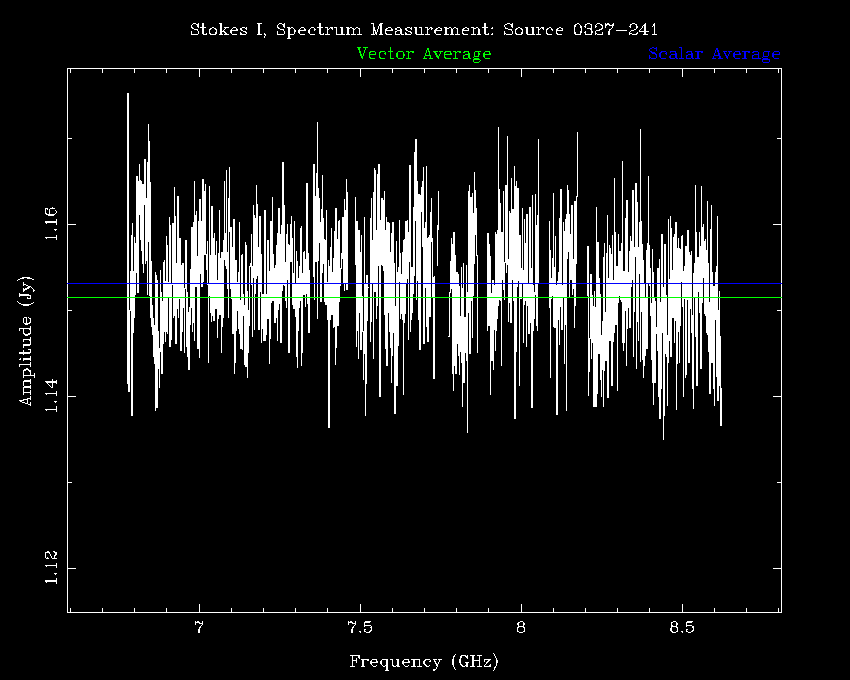 Stokes I, Spectrum Measurement: Source 0327-241
Vector Average
Scalar Average
1.16
1.14
1.12
Amplitude (Jy)
7
7.5
8
8.5
Frequency (GHz)